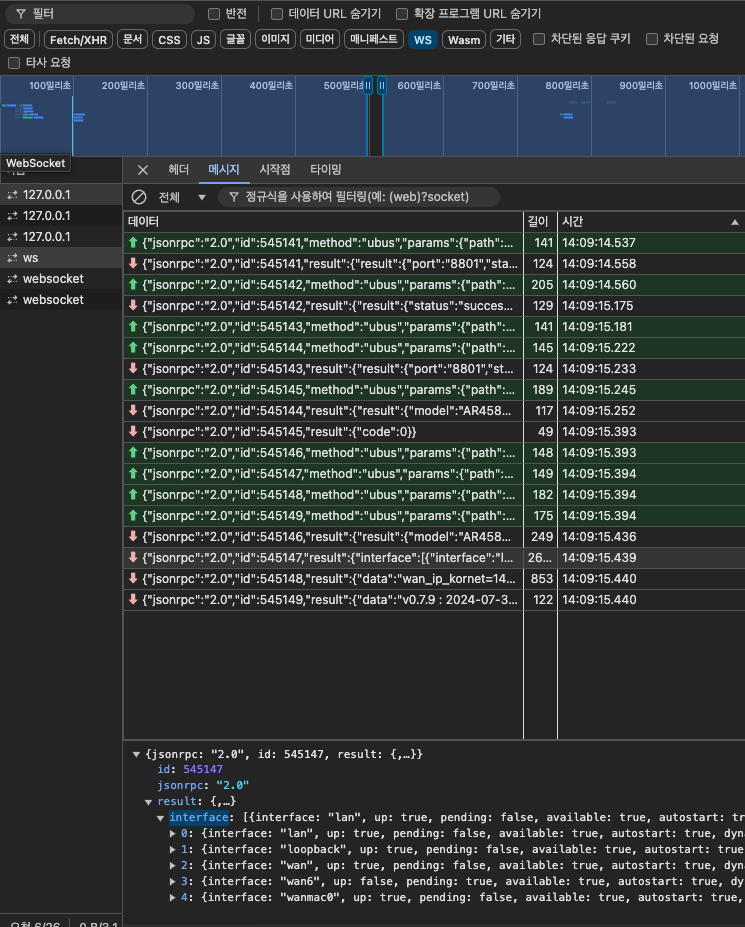 필터 반전 데이터 URL 숨기기 확장 프로그램 URL 숨기기
전체 Fetch/XHR 문서 CSS JS 글꼴 이미지 미디어 매니페스트 WS Wasm 기타 차단된 응답 쿠키 차단된 요청
타사 요청
100밀리초 200밀리초 300밀리초 400밀리초 500밀리초 600밀리초 700밀리초 800밀리초 900밀리초 1000밀리초
WebSocket
헤더 메시지 시작점 타이밍
127.0.0.1
전체 정규식을 사용하여 필터링(예: (web)?socket)
127.0.0.1
데이터 길이 시간
127.0.0.1
{"jsonrpc":"2.0","id":545141,"method":"ubus","params":{"path":... 141 14:09:14.537
ws
{"jsonrpc":"2.0","id":545141,"result":{"result":{"port":"8801","sta... 124 14:09:14.558
websocket
{"jsonrpc":"2.0","id":545142,"method":"ubus","params":{"path":... 205 14:09:14.560
websocket
{"jsonrpc":"2.0","id":545142,"result":{"result":{"status":"succes... 129 14:09:15.175
{"jsonrpc":"2.0","id":545143,"method":"ubus","params":{"path":... 141 14:09:15.181
{"jsonrpc":"2.0","id":545144,"method":"ubus","params":{"path":... 145 14:09:15.222
{"jsonrpc":"2.0","id":545143,"result":{"result":{"port":"8801","st... 124 14:09:15.233
{"jsonrpc":"2.0","id":545145,"method":"ubus","params":{"path":... 189 14:09:15.245
{"jsonrpc":"2.0","id":545144,"result":{"result":{"model":"AR458... 117 14:09:15.252
{"jsonrpc":"2.0","id":545145,"result":{"code":0}} 49 14:09:15.393
{"jsonrpc":"2.0","id":545146,"method":"ubus","params":{"path":... 148 14:09:15.393
{"jsonrpc":"2.0","id":545147,"method":"ubus","params":{"path":... 149 14:09:15.394
{"jsonrpc":"2.0","id":545148,"method":"ubus","params":{"path":... 182 14:09:15.394
{"jsonrpc":"2.0","id":545149,"method":"ubus","params":{"path":... 175 14:09:15.394
{"jsonrpc":"2.0","id":545146,"result":{"result":{"model":"AR458... 249 14:09:15.436
{"jsonrpc":"2.0","id":545147,"result":{"interface":[{"interface":"l... 26... 14:09:15.439
{"jsonrpc":"2.0","id":545148,"result":{"data":"wan_ip_kornet=14... 853 14:09:15.440
{"jsonrpc":"2.0","id":545149,"result":{"data":"v0.7.9 : 2024-07-3... 122 14:09:15.440
{jsonrpc: "2.0", id: 545147, result: {,…}}
id: 545147
jsonrpc: "2.0"
result: {,…}
interface: [{interface: "lan", up: true, pending: false, available: true, autostart: tr
0: {interface: "lan", up: true, pending: false, available: true, autostart: true, dyna
1: {interface: "loopback", up: true, pending: false, available: true, autostart: true,
2: {interface: "wan", up: true, pending: false, available: true, autostart: true, dyna
3: {interface: "wan6", up: false, pending: false, available: true, autostart: true, dy
4: {interface: "wanmac0", up: true, pending: false, available: true, autostart: true,
요청 6/26 0 B/3.1